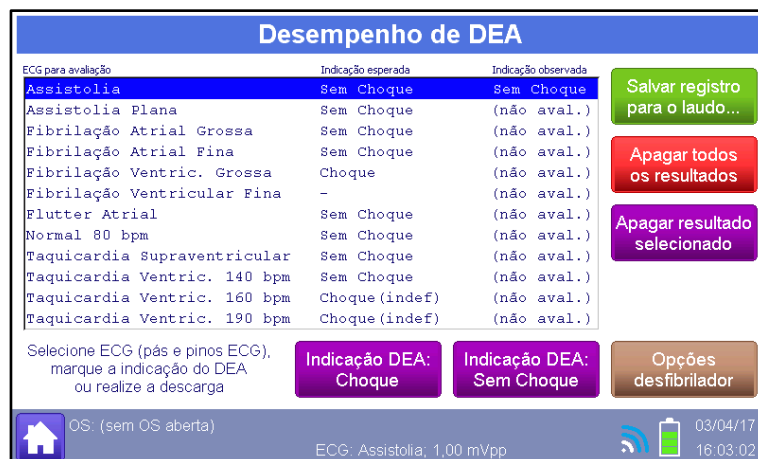 Desempenho de DEA
ECG para avaliação Indicação esperada Indicação observada
Assistolia Sem Choque Sem Choque
Assistolia Plana Sem Choque (não aval.)
Fibrilação Atrial Grossa Sem Choque (não aval.)
Fibrilação Atrial Fina Sem Choque (não aval.)
Fibrilação Ventric. Grossa Choque (não aval.)
Fibrilação Ventricular Fina - (não aval.)
Flutter Atrial Sem Choque (não aval.)
Normal 80 bpm Sem Choque (não aval.)
Taquicardia Supraventricular Sem Choque (não aval.)
Taquicardia Ventric. 140 bpm Sem Choque (não aval.)
Taquicardia Ventric. 160 bpm Choque(indef) (não aval.)
Taquicardia Ventric. 190 bpm Choque(indef) (não aval.)
Salvar registro
para o laudo...
Apagar todos
os resultados
Apagar resultado
selecionado
Selecione ECG (pás e pinos ECG),
marque a indicação do DEA
ou realize a descarga
Indicação DEA:
Choque
Indicação DEA:
Sem Choque
Opções
desfibrilador
OS: (sem OS aberta)
ECG: Assistolia; 1,00 mVpp
03/04/17
16:03:02